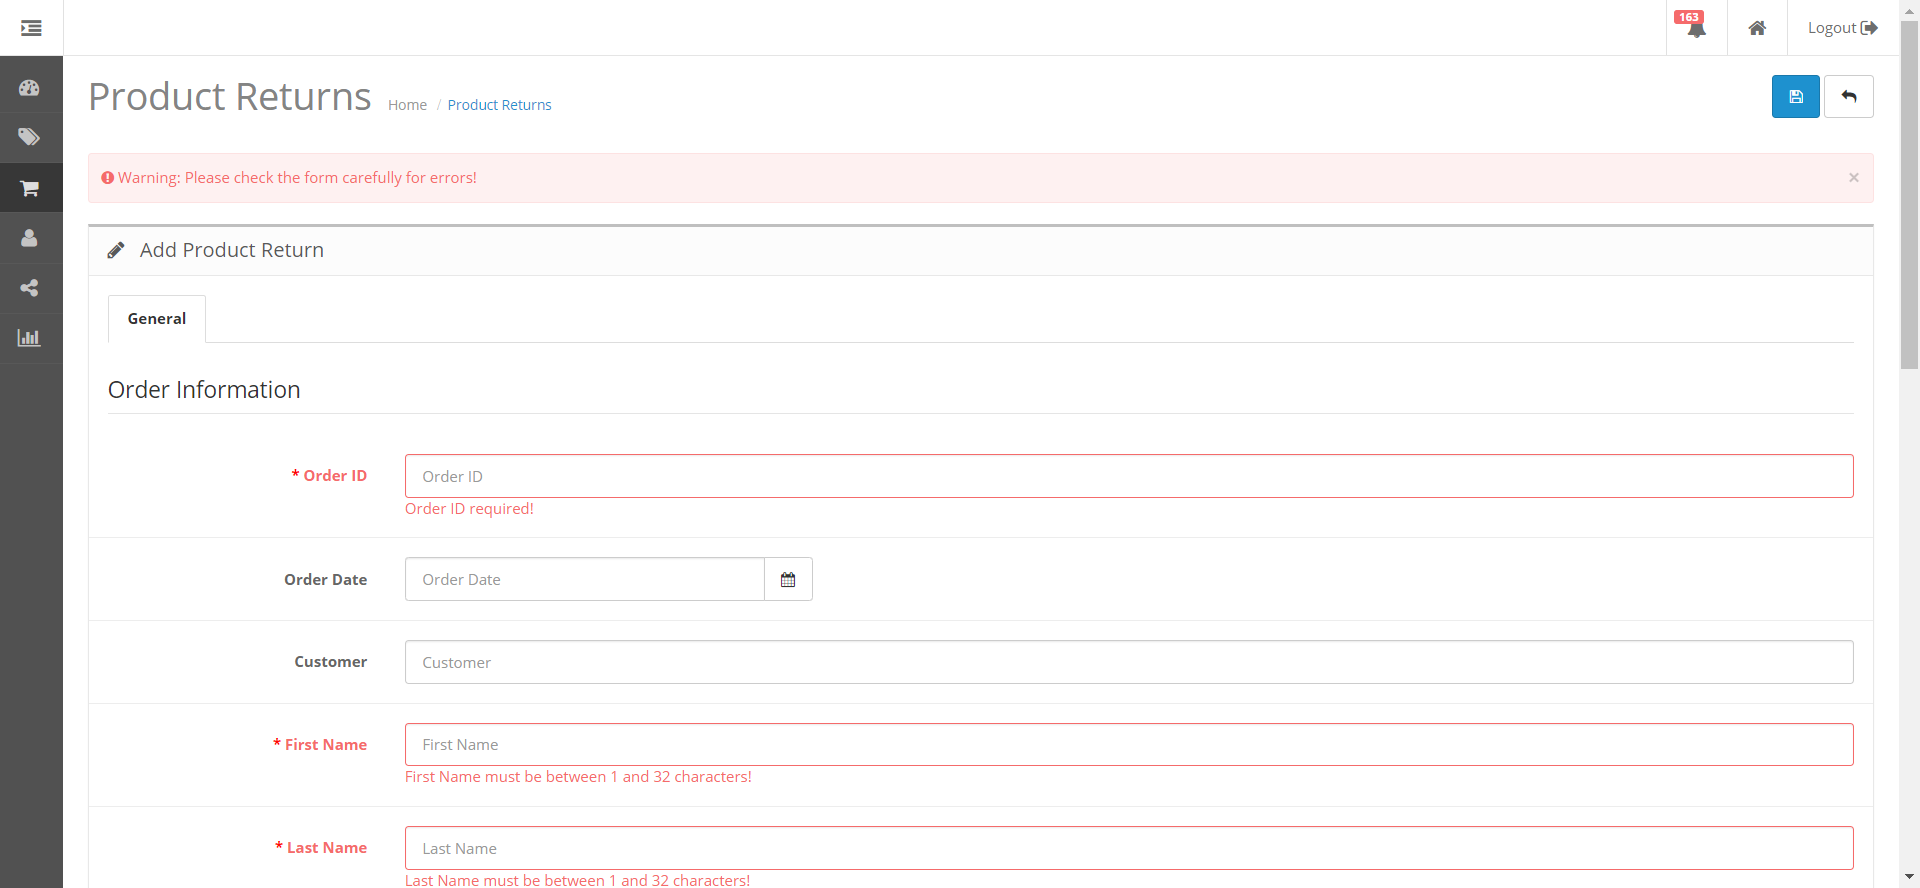 163
Logout
Product Returns
Home / Product Returns
Warning: Please check the form carefully for errors!
×
Add Product Return
General
Order Information
* Order ID
Order ID
Order ID required!
Order Date
Order Date
Customer
Customer
* First Name
First Name
First Name must be between 1 and 32 characters!
* Last Name
Last Name
Last Name must be between 1 and 32 characters!